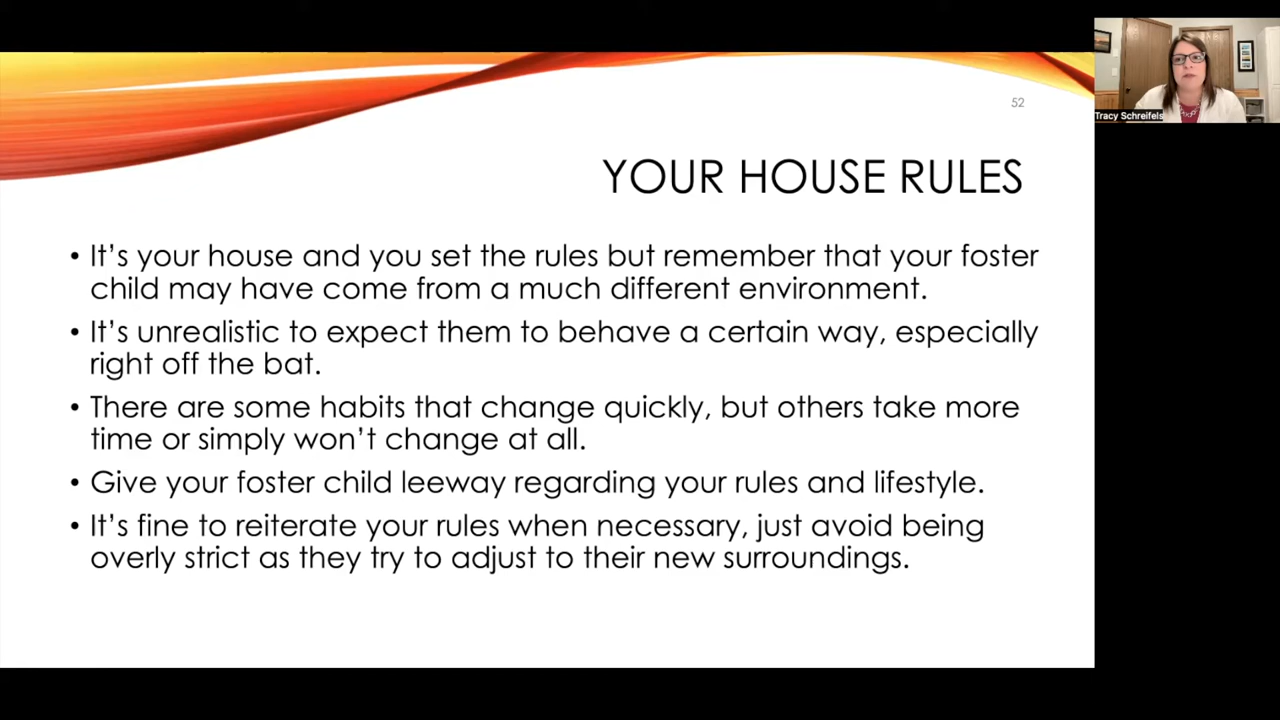 52
Tracy Schreifels
YOUR HOUSE RULES
• It's your house and you set the rules but remember that your foster
child may have come from a much different environment.
• It's unrealistic to expect them to behave a certain way, especially
right off the bat.
• There are some habits that change quickly, but others take more
time or simply won't change at all.
• Give your foster child leeway regarding your rules and lifestyle.
• It's fine to reiterate your rules when necessary, just avoid being
overly strict as they try to adjust to their new surroundings.